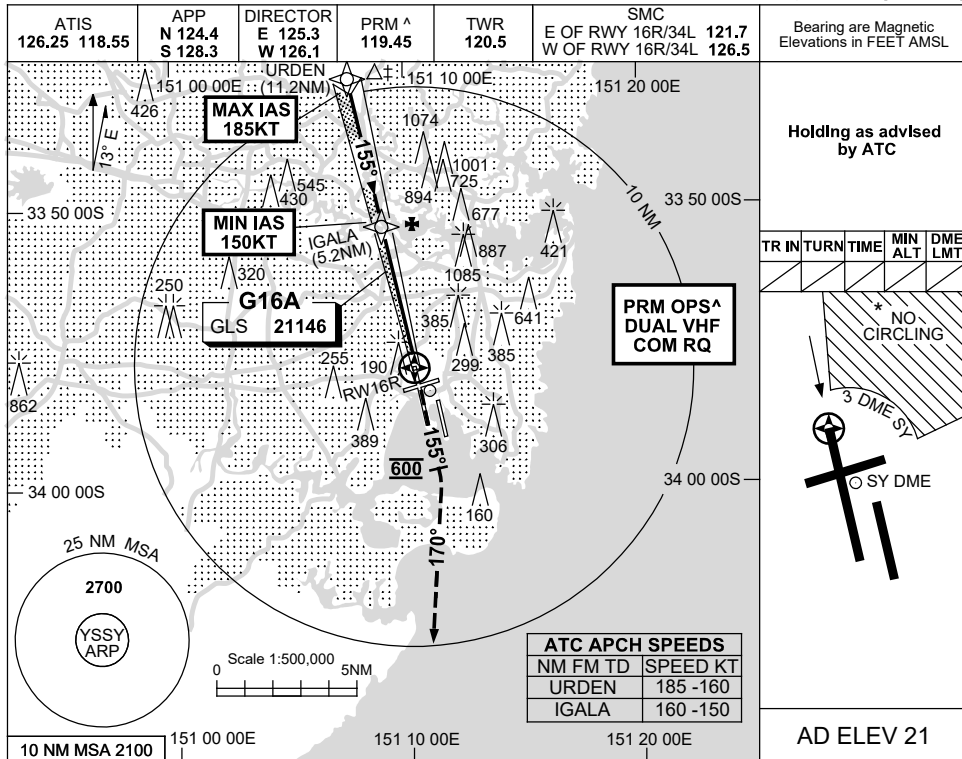 ATIS
126.25 118.55
APP
N 124.4
S 128.3
DIRECTOR
E 125.3
W 126.1
PRM ^
119.45
TWR
120.5
SMC
E OF RWY 16R/34L 121.7
W OF RWY 16R/34L 126.5
Bearing are Magnetic
Elevations in FEET AMSL
URDEN
(11.2NM)
‡
151 00 00E
151 10 00E
151 20 00E
426
13° E
MAX IAS
185KT
155°
1074
1001
725
894
545
430
677
10 NM
33 50 00S
33 50 00S
MIN IAS
150KT
IGALA
(5.2NM)
887
421
1085
320
250
G16A
GLS 21146
641
385
385
299
PRM OPS^
DUAL VHF
COM RQ
190
255
RW16R
862
389
306
155°
600
160
34 00 00S
34 00 00S
170°
25 NM MSA
2700
YSSY
ARP
Scale 1:500,000
0 5NM
ATC APCH SPEEDS
NM FM TD SPEED KT
URDEN 185 -160
IGALA 160 -150
10 NM MSA 2100
151 00 00E
151 10 00E
151 20 00E
Holding as advised
by ATC
TR IN TURN TIME MIN ALT DME LMT
* NO
CIRCLING
3 DME SY
SY DME
AD ELEV 21